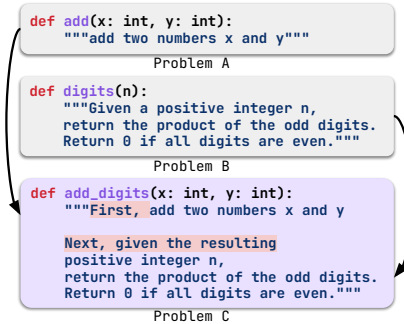 def add(x: int, y: int):
"""add two numbers x and y"""
Problem A
def digits(n):
"""Given a positive integer n,
return the product of the odd digits.
Return 0 if all digits are even."""
Problem B
def add_digits(x: int, y: int):
"""First, add two numbers x and y
Next, given the resulting
positive integer n,
return the product of the odd digits.
Return 0 if all digits are even."""
Problem C